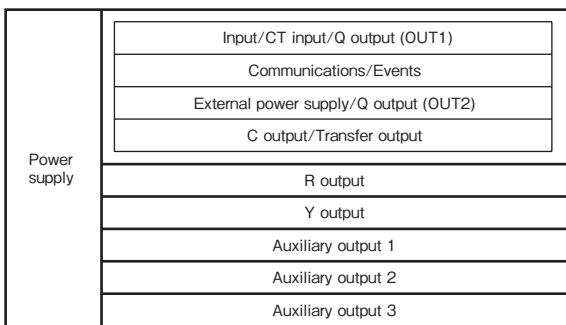 Power
supply
Input/CT input/Q output (OUT1)
Communications/Events
External power supply/Q output (OUT2)
C output/Transfer output
R output
Y output
Auxiliary output 1
Auxiliary output 2
Auxiliary output 3